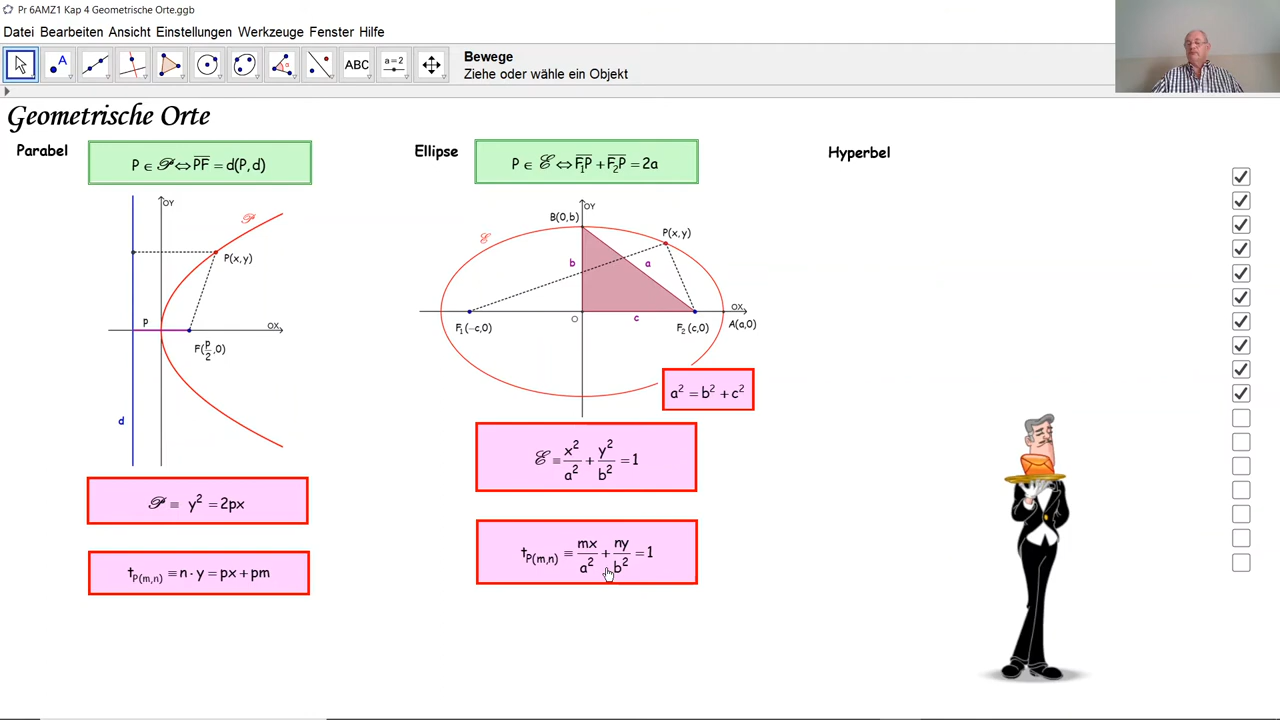 Pr 6AMZ1 Kap 4 Geometrische Orte.ggb
Datei Bearbeiten Ansicht Einstellungen Werkzeuge Fenster Hilfe
A
ABC
a=2
Bewege
Ziehe oder wähle ein Objekt
Geometrische Orte
Parabel
P ∈ 𝒫 ⇔ P̅F̅ = d(P, d)
OY
𝒫
P(x,y)
p
OX
F(p/2,0)
d
𝒫 ≡ y² = 2px
t_P(m,n) ≡ n · y = px + pm
Ellipse
P ∈ ℰ ⇔ F̅₁P̅ + F̅₂P̅ = 2a
B(0,b)
OY
ℰ
P(x,y)
b
a
OX
O
c
F₁(−c,0)
F₂(c,0)
A(a,0)
a² = b² + c²
ℰ ≡ x²/a² + y²/b² = 1
t_P(m,n) ≡ mx/a² + ny/b² = 1
Hyperbel